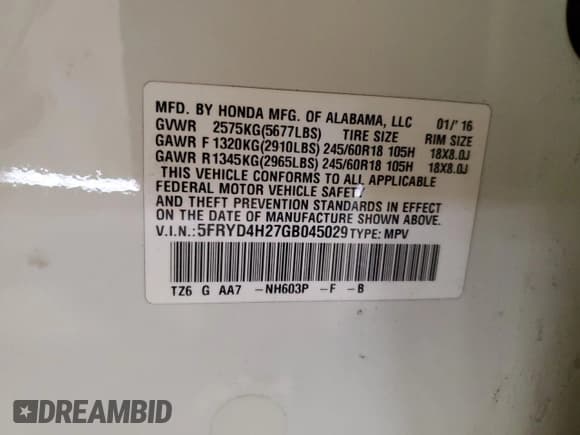 MFD. BY HONDA MFG. OF ALABAMA, LLC 01/'16
GVWR 2575KG(5677LBS) TIRE SIZE RIM SIZE
GAWR F 1320KG(2910LBS) 245/60R18 105H 18X8.0J
GAWR R1345KG(2965LBS) 245/60R18 105H 18X8.0J
THIS VEHICLE CONFORMS TO ALL APPLICABLE
FEDERAL MOTOR VEHICLE SAFETY
AND THEFT PREVENTION STANDARDS IN EFFECT
ON THE DATE OF MANUFACTURE SHOWN ABOVE.
V.I.N.: 5FRYD4H27GB045029 TYPE: MPV
TZ6 G AA7 -NH603P -F -B
DREAMBID